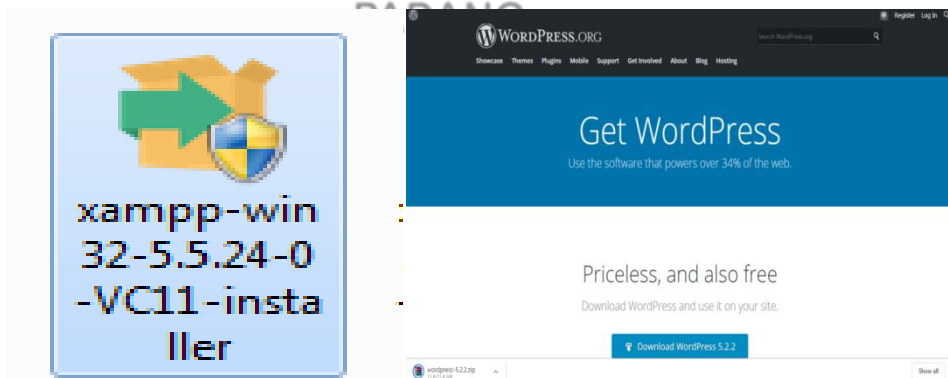 PADANG
xampp-win
32-5.5.24-0
-VC11-insta
ller
WORDPRESS.ORG
Register Log In
Search WordPress.org
Showcase Themes Plugins Mobile Support Get Involved About Blog Hosting
Get WordPress
Use the software that powers over 34% of the web.
Priceless, and also free
Download WordPress and use it on your site.
Download WordPress 5.2.2
wordpress-5.2.2.zip
Show all